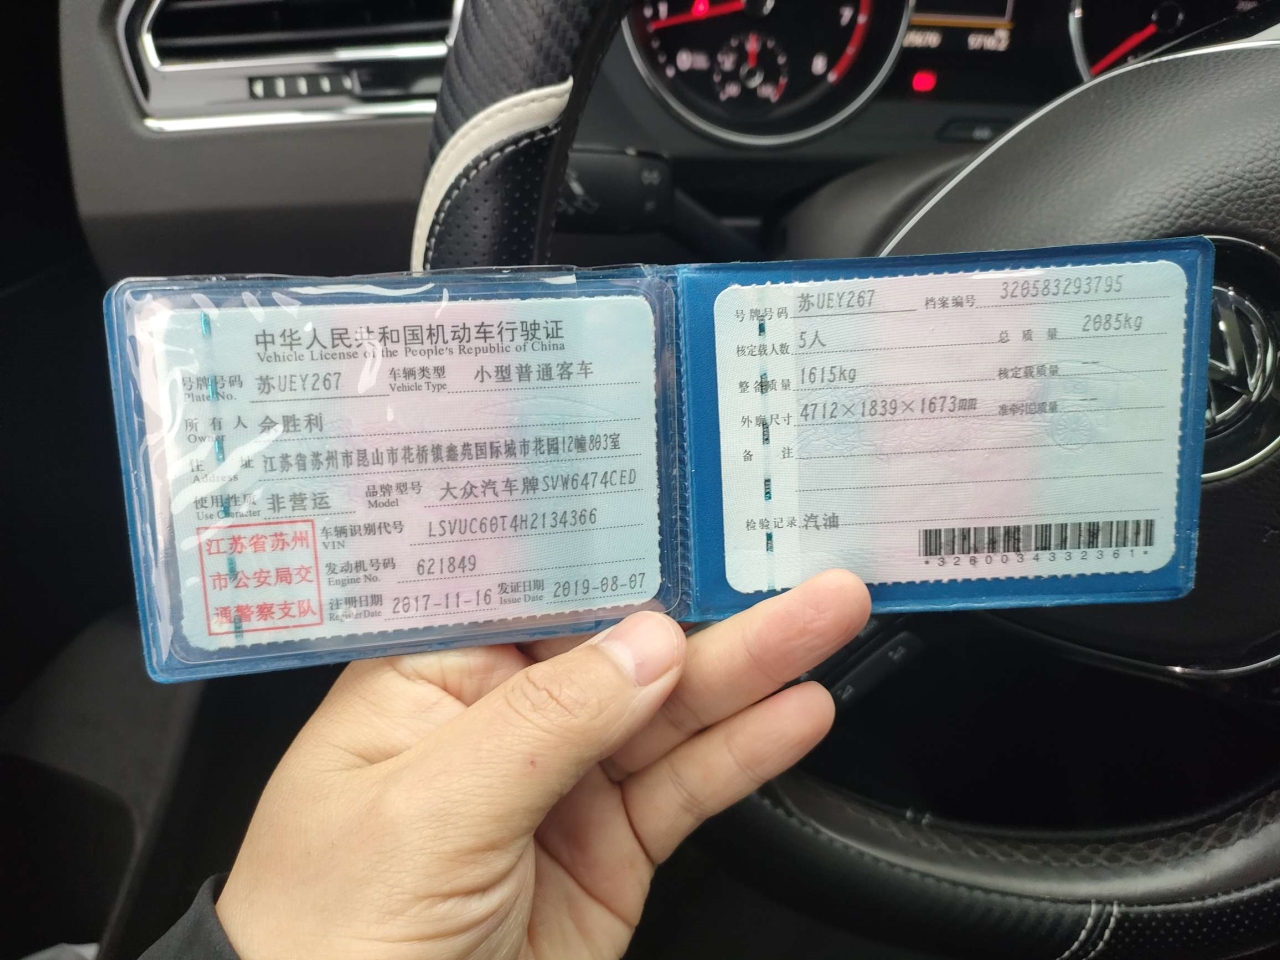 中华人民共和国机动车行驶证
Vehicle License of the People's Republic of China
号牌号码 苏UEY267 车辆类型 小型普通客车
Plate No. Vehicle Type
所有人 佘胜利
Owner
住址 江苏省苏州市昆山市花桥镇鑫苑国际城市花园12幢803室
Address
使用性质 非营运 品牌型号 大众汽车牌SVW6474CED
Use Character Model
江苏省苏州
市公安局交
通警察支队
车辆识别代号 LSVUC60T4H2134366
VIN
发动机号码 621849
Engine No.
注册日期 2017-11-16 发证日期 2019-08-07
Register Date Issue Date
号牌号码 苏UEY267 档案编号 320583293795
核定载人数 5人 总质量 2085kg
整备质量 1615kg 核定载质量 --
外廓尺寸 4712×1839×1673mm 准牵引总质量 --
备注
检验记录 汽油
*3260034332361*
1
7
8